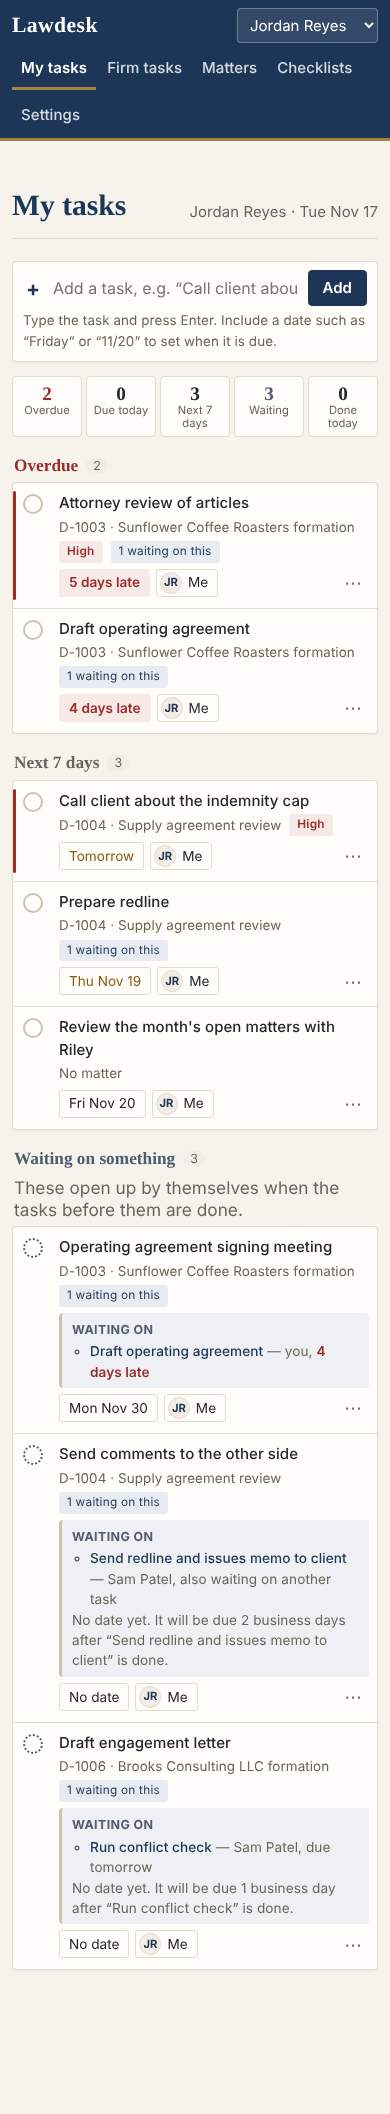 Lawdesk
Jordan Reyes
My tasks Firm tasks Matters Checklists
Settings
My tasks
Jordan Reyes · Tue Nov 17
+ Add a task, e.g. “Call client abou
Add
Type the task and press Enter. Include a date such as
“Friday” or “11/20” to set when it is due.
2
Overdue
0
Due today
3
Next 7
days
3
Waiting
0
Done
today
Overdue 2
Attorney review of articles
D-1003 · Sunflower Coffee Roasters formation
High 1 waiting on this
5 days late JR Me ···
Draft operating agreement
D-1003 · Sunflower Coffee Roasters formation
1 waiting on this
4 days late JR Me ···
Next 7 days 3
Call client about the indemnity cap
D-1004 · Supply agreement review High
Tomorrow JR Me ···
Prepare redline
D-1004 · Supply agreement review
1 waiting on this
Thu Nov 19 JR Me ···
Review the month's open matters with
Riley
No matter
Fri Nov 20 JR Me ···
Waiting on something 3
These open up by themselves when the
tasks before them are done.
Operating agreement signing meeting
D-1003 · Sunflower Coffee Roasters formation
1 waiting on this
WAITING ON
Draft operating agreement — you, 4
days late
Mon Nov 30 JR Me ···
Send comments to the other side
D-1004 · Supply agreement review
1 waiting on this
WAITING ON
Send redline and issues memo to client
— Sam Patel, also waiting on another
task
No date yet. It will be due 2 business days
after “Send redline and issues memo to
client” is done.
No date JR Me ···
Draft engagement letter
D-1006 · Brooks Consulting LLC formation
1 waiting on this
WAITING ON
Run conflict check — Sam Patel, due
tomorrow
No date yet. It will be due 1 business day
after “Run conflict check” is done.
No date JR Me ···